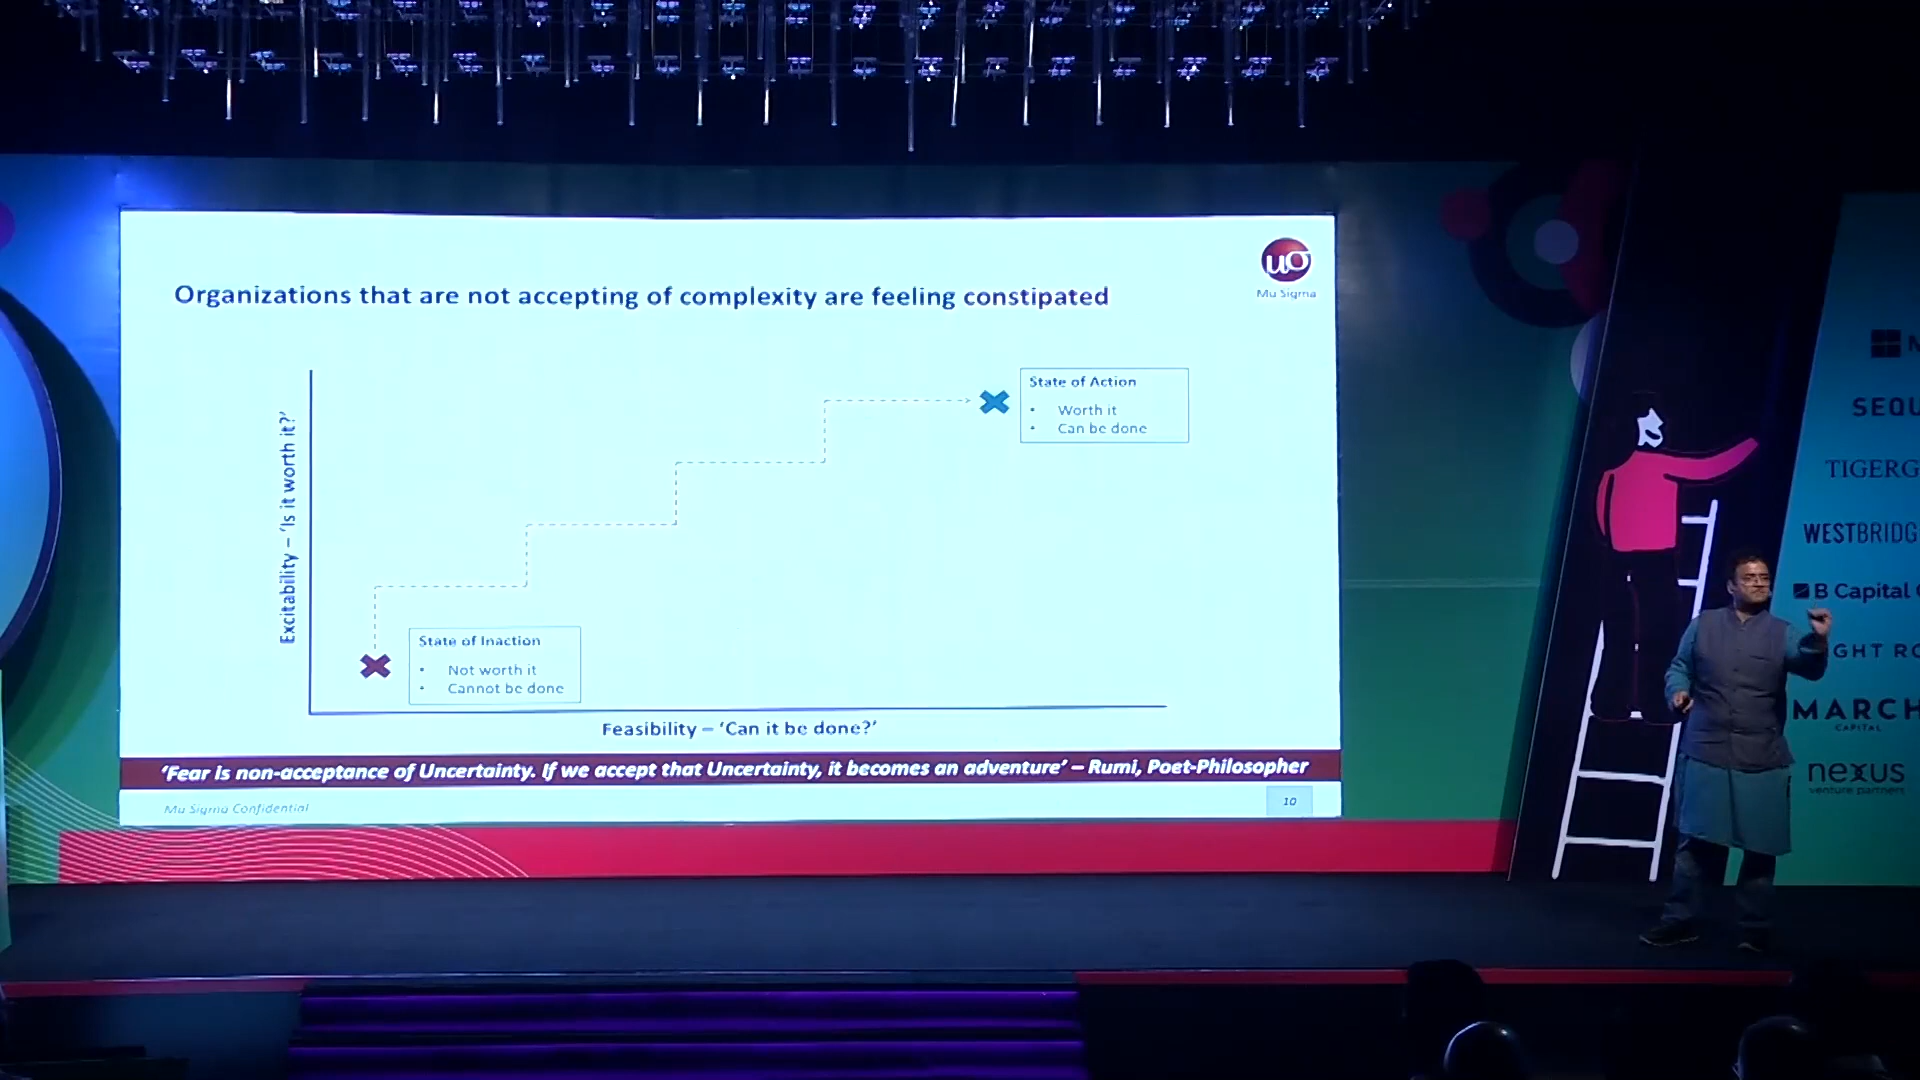 Organizations that are not accepting of complexity are feeling constipated
uo
Mu Sigma
Excitability – ‘Is it worth it?’
State of Action
• Worth it
• Can be done
State of Inaction
• Not worth it
• Cannot be done
Feasibility – ‘Can it be done?’
‘Fear is non-acceptance of Uncertainty. If we accept that Uncertainty, it becomes an adventure’ – Rumi, Poet-Philosopher
Mu Sigma Confidential
10
SEQU
TIGERG
WESTBRIDG
B Capital
GHT RO
MARCH
CAPITAL
nexus
venture partners